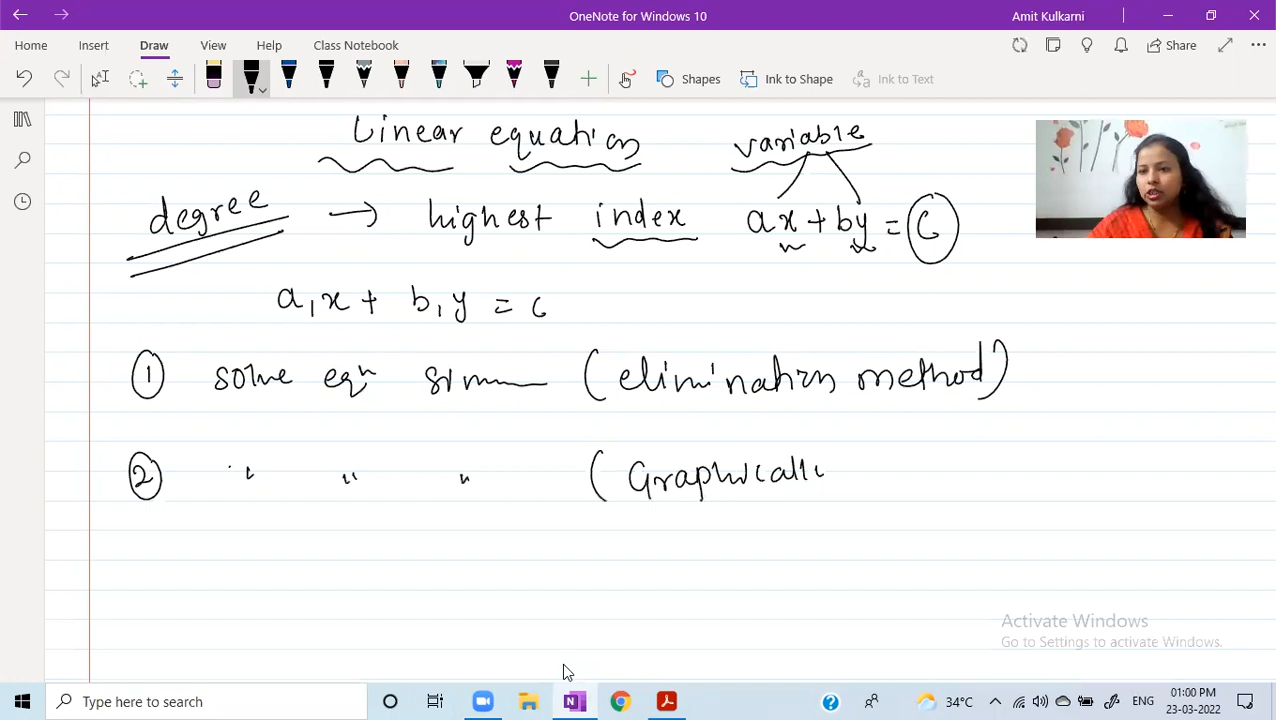 OneNote for Windows 10
Amit Kulkarni
Home Insert Draw View Help Class Notebook Share
Shapes Ink to Shape Ink to Text
Linear equation variable
degree → highest index ax + by = c
a₁x + b₁y = c
① solve eqⁿ sim (elimination method)
② " " " (Graphicall
Activate Windows
Go to Settings to activate Windows.
Type here to search
34°C ENG 01:00 PM
23-03-2022